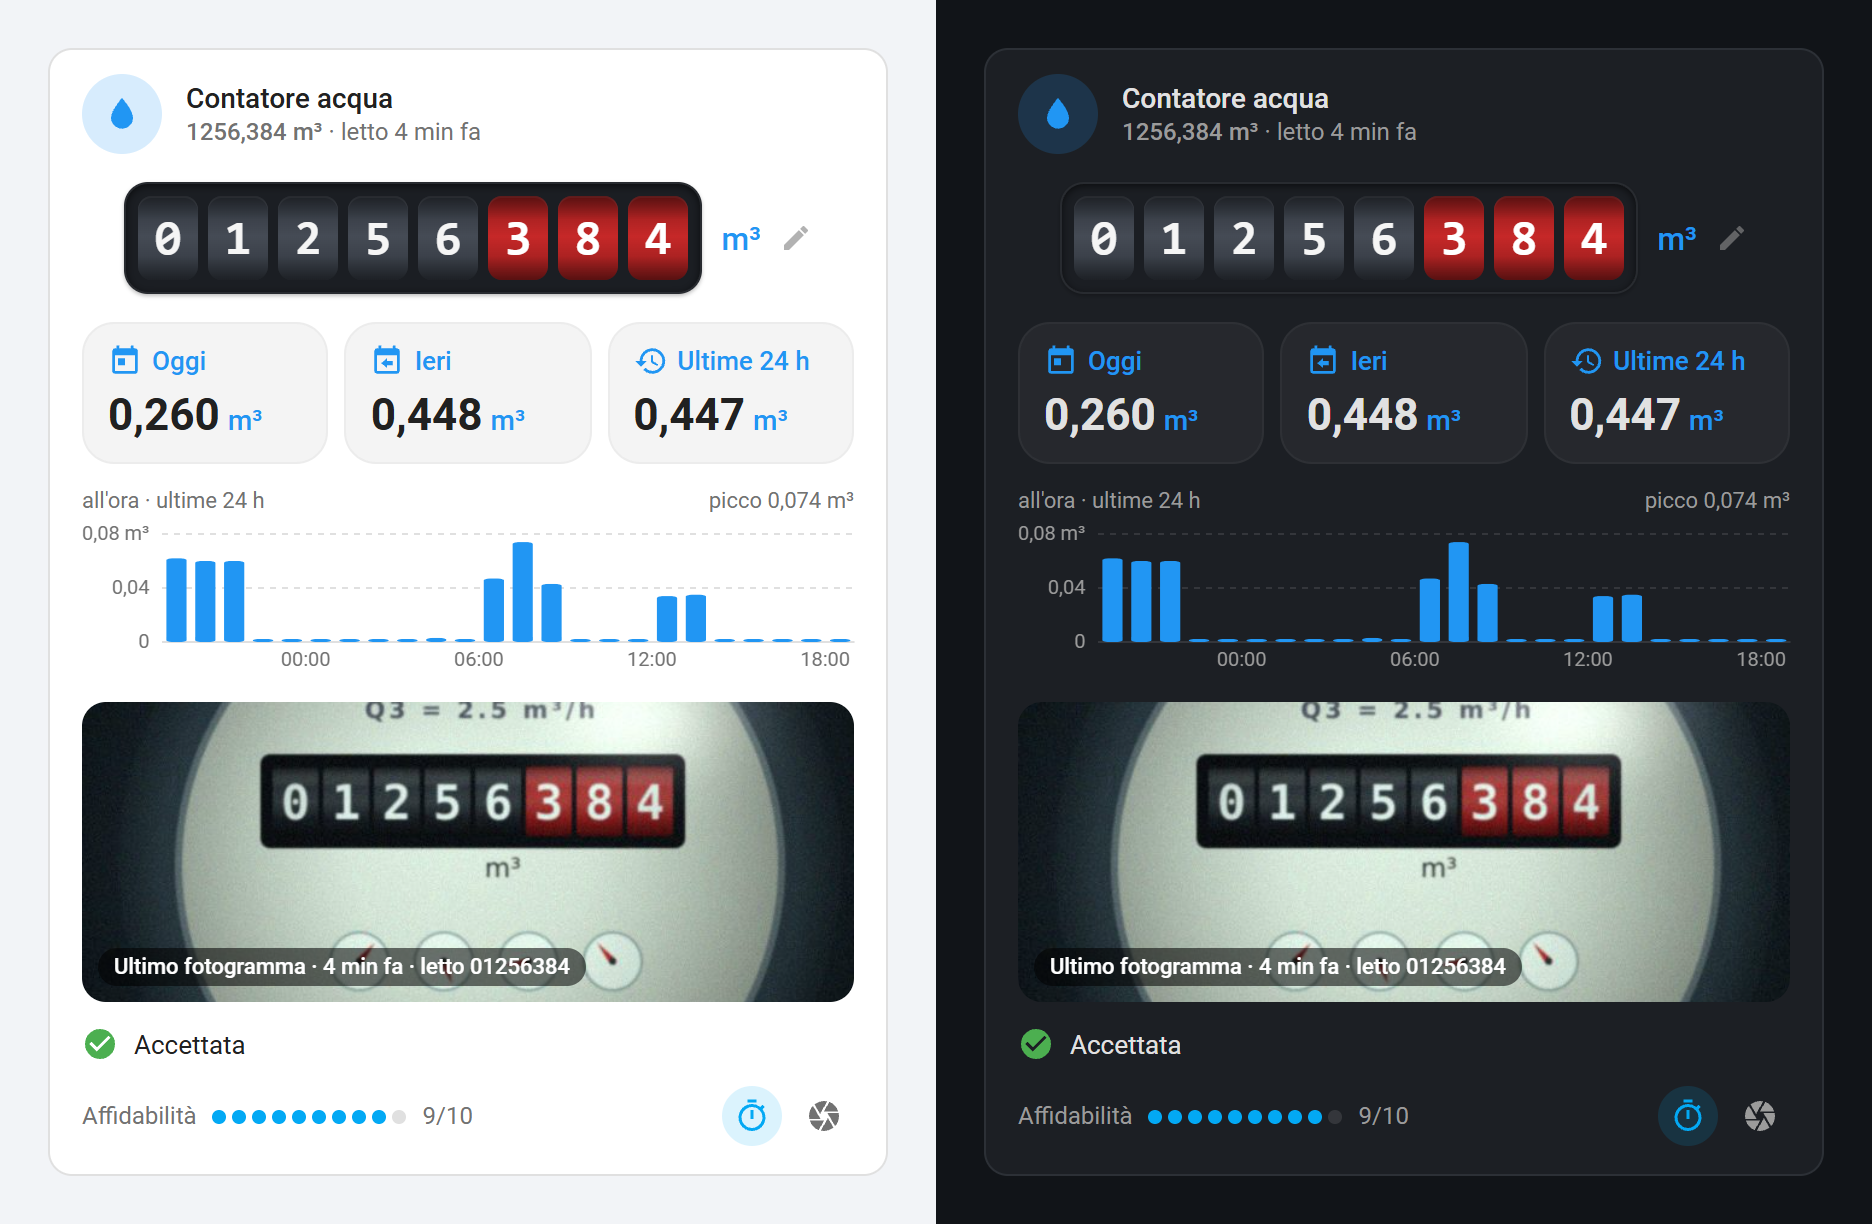 Contatore acqua
1256,384 m³ · letto 4 min fa
0 1 2 5 6 3 8 4 m³
Oggi
0,260 m³
Ieri
0,448 m³
Ultime 24 h
0,447 m³
all'ora · ultime 24 h
picco 0,074 m³
0,08 m³
0,04
0
00:00 06:00 12:00 18:00
Q3 = 2.5 m³/h
0 1 2 5 6 3 8 4
m³
Ultimo fotogramma · 4 min fa · letto 01256384
Accettata
Affidabilità 9/10
Contatore acqua
1256,384 m³ · letto 4 min fa
0 1 2 5 6 3 8 4 m³
Oggi
0,260 m³
Ieri
0,448 m³
Ultime 24 h
0,447 m³
all'ora · ultime 24 h
picco 0,074 m³
0,08 m³
0,04
0
00:00 06:00 12:00 18:00
Q3 = 2.5 m³/h
0 1 2 5 6 3 8 4
m³
Ultimo fotogramma · 4 min fa · letto 01256384
Accettata
Affidabilità 9/10